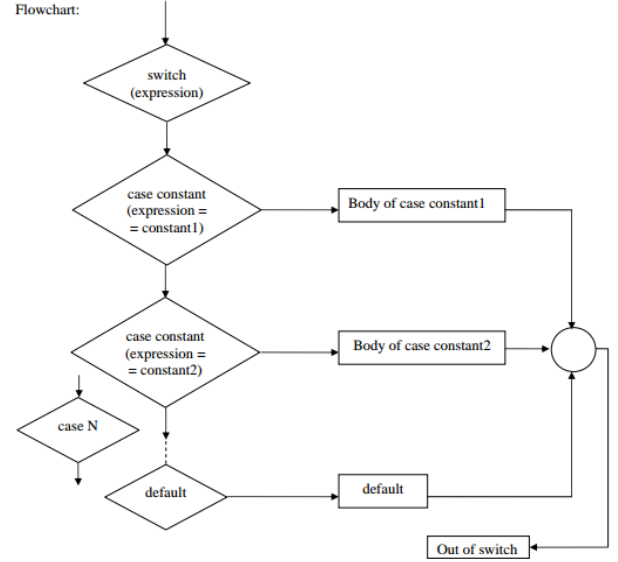 Flowchart:
switch
(expression)
case constant
(expression =
= constant1)
Body of case constant1
case constant
(expression =
= constant2)
Body of case constant2
case N
default
default
Out of switch